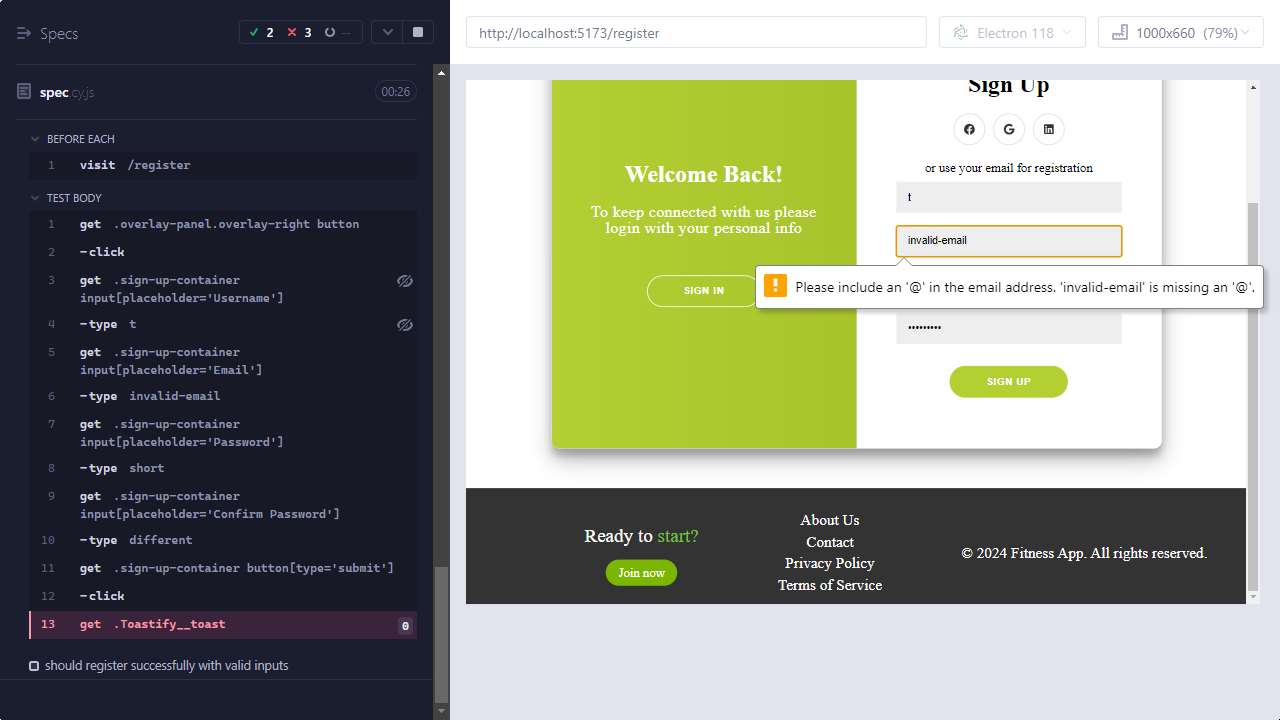 Specs
2
3
--
http://localhost:5173/register
Electron 118
1000x660 (79%)
spec.cy.js
00:26
BEFORE EACH
1 visit /register
TEST BODY
1 get .overlay-panel.overlay-right button
2 -click
3 get .sign-up-container
input[placeholder='Username']
4 -type t
5 get .sign-up-container
input[placeholder='Email']
6 -type invalid-email
7 get .sign-up-container
input[placeholder='Password']
8 -type short
9 get .sign-up-container
input[placeholder='Confirm Password']
10 -type different
11 get .sign-up-container button[type='submit']
12 -click
13 get .Toastify__toast 0
should register successfully with valid inputs
Welcome Back!
To keep connected with us please
login with your personal info
SIGN IN
Sign Up
or use your email for registration
t
invalid-email
Please include an '@' in the email address. 'invalid-email' is missing an '@'.
•••••••••
SIGN UP
Ready to start?
Join now
About Us
Contact
Privacy Policy
Terms of Service
© 2024 Fitness App. All rights reserved.